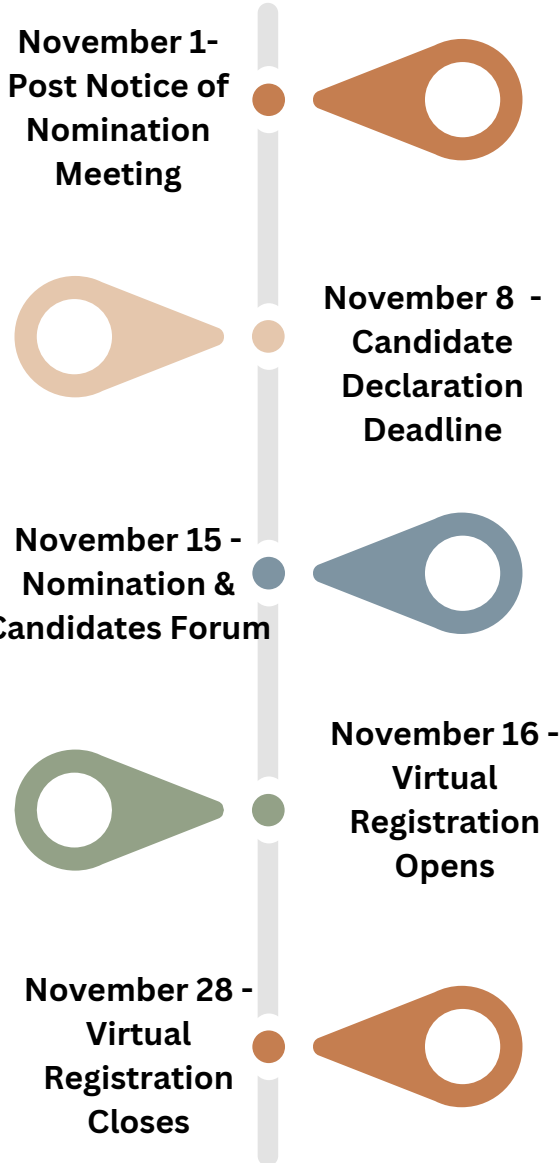 November 1-
Post Notice of
Nomination
Meeting
November 8 -
Candidate
Declaration
Deadline
November 15 -
Nomination &
Candidates Forum
November 16 -
Virtual
Registration
Opens
November 28 -
Virtual
Registration
Closes